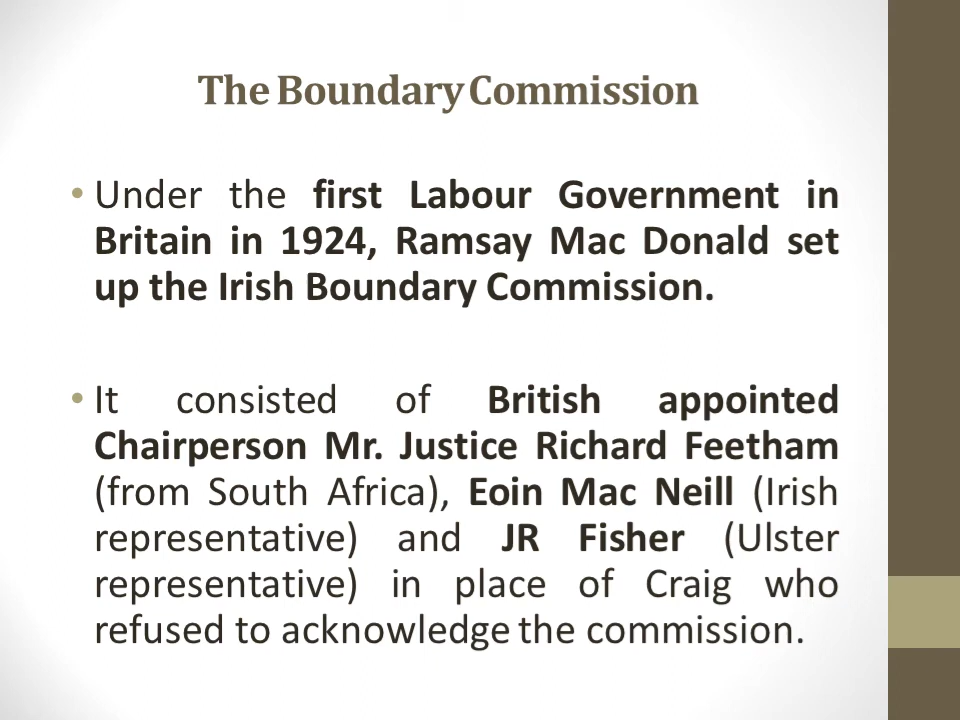 The Boundary Commission
• Under the first Labour Government in
Britain in 1924, Ramsay Mac Donald set
up the Irish Boundary Commission.
• It consisted of British appointed
Chairperson Mr. Justice Richard Feetham
(from South Africa), Eoin Mac Neill (Irish
representative) and JR Fisher (Ulster
representative) in place of Craig who
refused to acknowledge the commission.